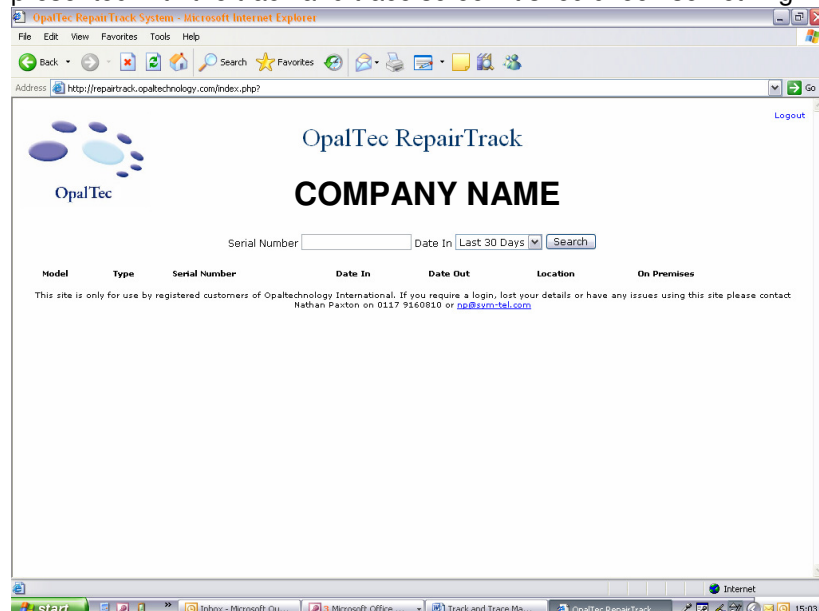 OpalTec RepairTrack System - Microsoft Internet Explorer
File Edit View Favorites Tools Help
Back Search Favorites
Address http://repairtrack.opaltechnology.com/index.php? Go
Logout
OpalTec RepairTrack
OpalTec
COMPANY NAME
Serial Number Date In Last 30 Days Search
Model Type Serial Number Date In Date Out Location On Premises
This site is only for use by registered customers of Opaltechnology International. If you require a login, lost your details or have any issues using this site please contact
Nathan Paxton on 0117 9160810 or np@svm-tel.com
Internet
start Inbox - Microsoft Ou... 3 Microsoft Office ... Track and Trace Ma... OpalTec RepairTrack ... 15:03